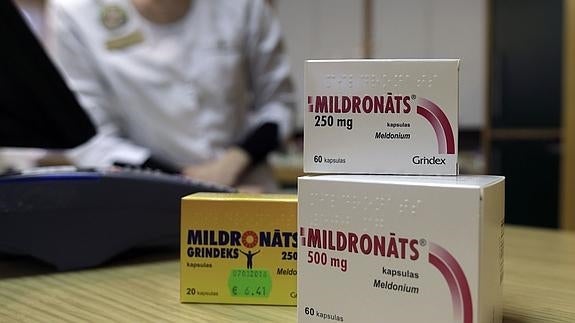 MILDRONĀTS®
250 mg
kapsulas
Meldonium
60 kapsulas
Grindex
MILDRONĀTS
GRINDEKS
250
kapsulas
Meldo
20 kapsulas
€ 6.41
MILDRONĀTS®
500 mg
kapsulas
Meldonium
60 kapsulas